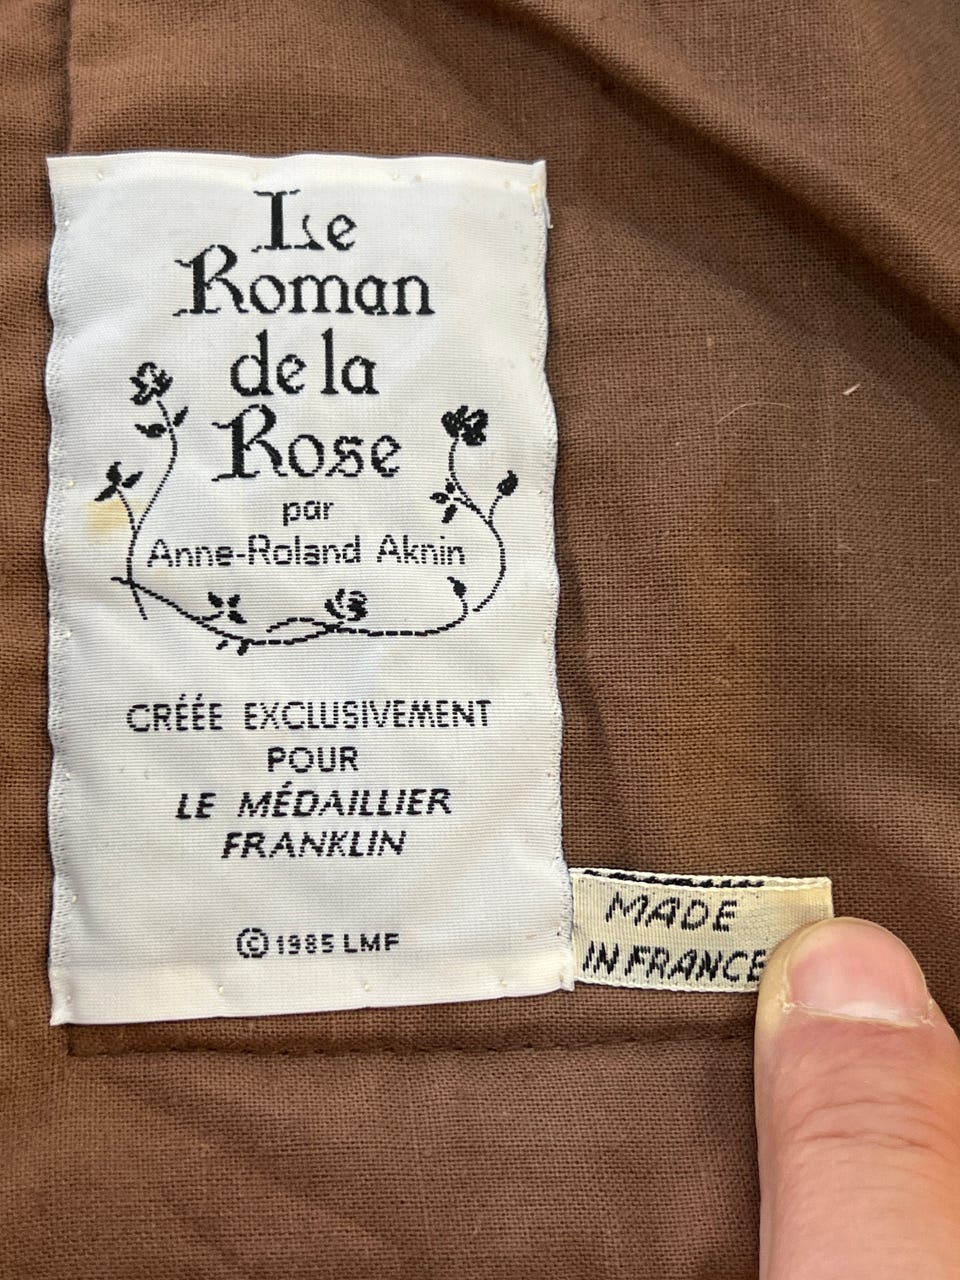 Le
Roman
de la
Rose
par
Anne-Roland Aknin
CRÉÉE EXCLUSIVEMENT
POUR
LE MÉDAILLIER
FRANKLIN
© 1985 LMF
MADE
IN FRANCE